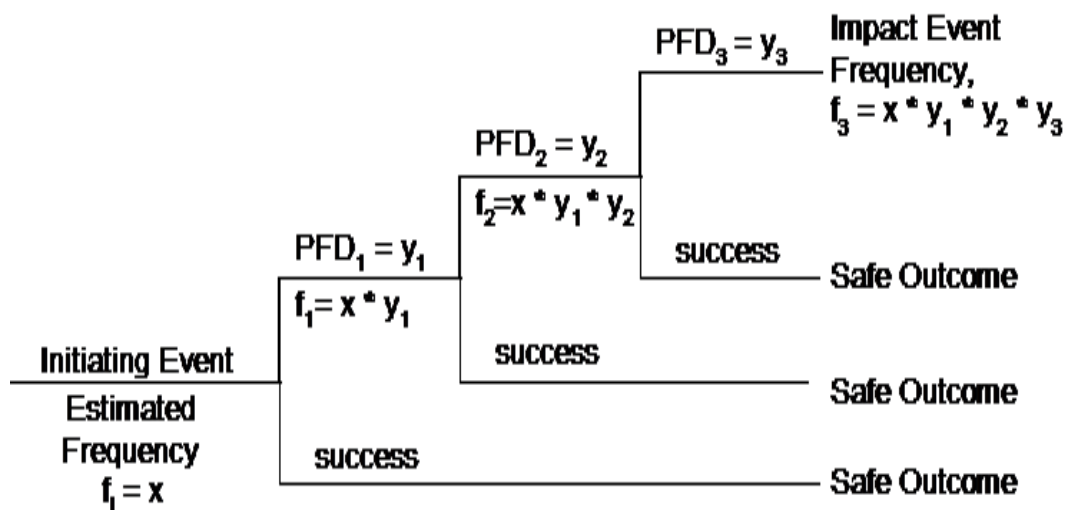 PFD₃ = y₃
Impact Event
Frequency,
f₃ = x * y₁ * y₂ * y₃
PFD₂ = y₂
f₂=x * y₁ * y₂
success
Safe Outcome
PFD₁ = y₁
f₁= x * y₁
success
Safe Outcome
Initiating Event
Estimated
Frequency
fᵢ = x
success
Safe Outcome